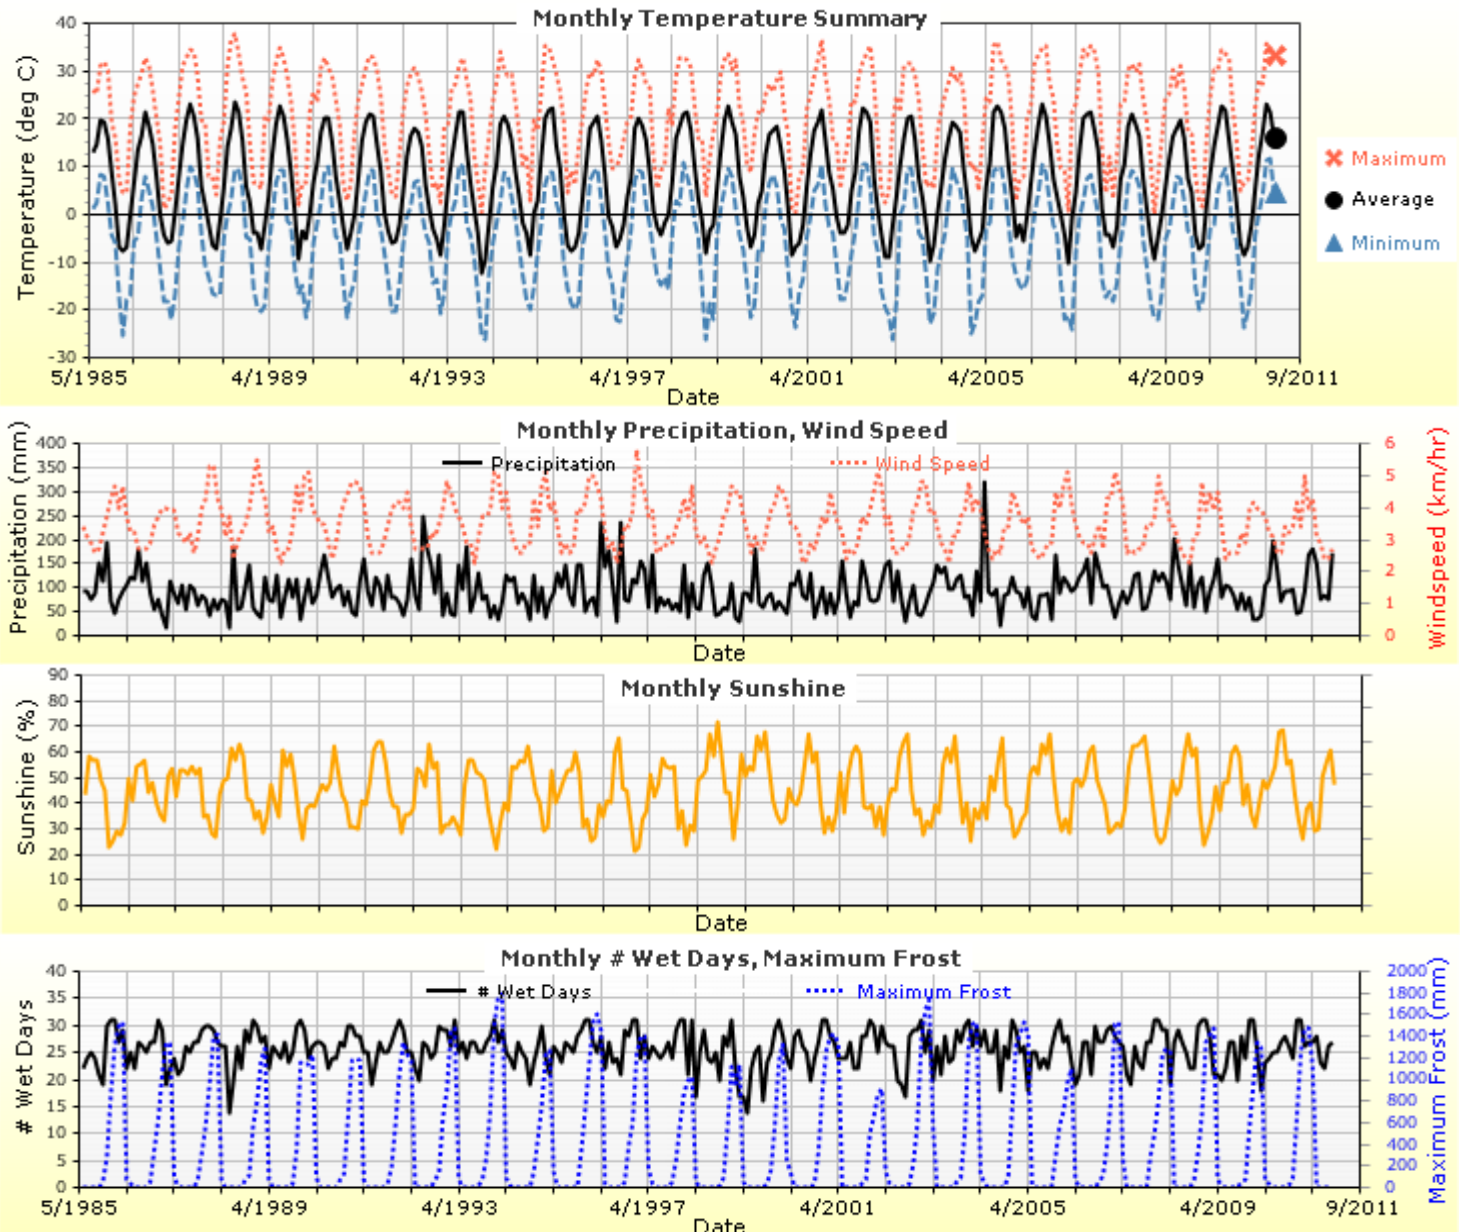 Monthly Temperature Summary
Temperature (deg C)
40
30
20
10
0
-10
-20
-30
5/1985 4/1989 4/1993 4/1997 4/2001 4/2005 4/2009 9/2011
Date
Maximum
Average
Minimum
Monthly Precipitation, Wind Speed
Precipitation Wind Speed
Precipitation (mm)
400
350
300
250
200
150
100
50
0
Windspeed (km/hr)
6
5
4
3
2
1
0
Date
Monthly Sunshine
Sunshine (%)
90
80
70
60
50
40
30
20
10
0
Date
Monthly # Wet Days, Maximum Frost
# Wet Days Maximum Frost
# Wet Days
40
35
30
25
20
15
10
5
0
Maximum Frost (mm)
2000
1800
1600
1400
1200
1000
800
600
400
200
0
5/1985 4/1989 4/1993 4/1997 4/2001 4/2005 4/2009 9/2011
Date